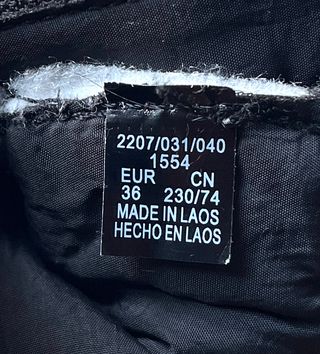 2207/031/040
1554
EUR CN
36 230/74
MADE IN LAOS
HECHO EN LAOS